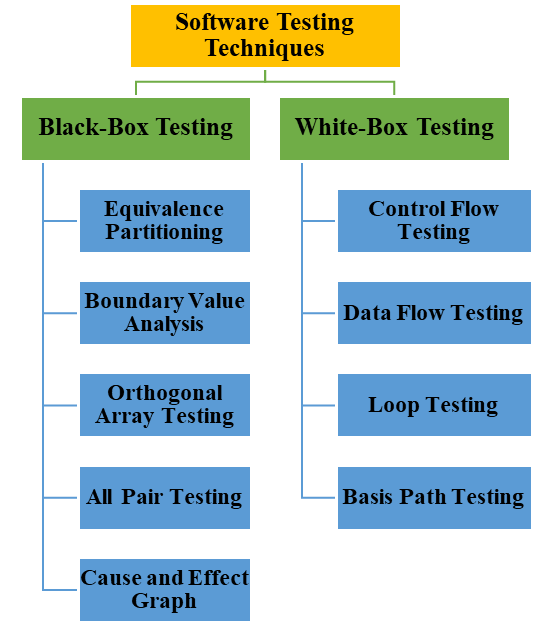 Software Testing
Techniques
Black-Box Testing
White-Box Testing
Equivalence
Partitioning
Boundary Value
Analysis
Orthogonal
Array Testing
All Pair Testing
Cause and Effect
Graph
Control Flow
Testing
Data Flow Testing
Loop Testing
Basis Path Testing